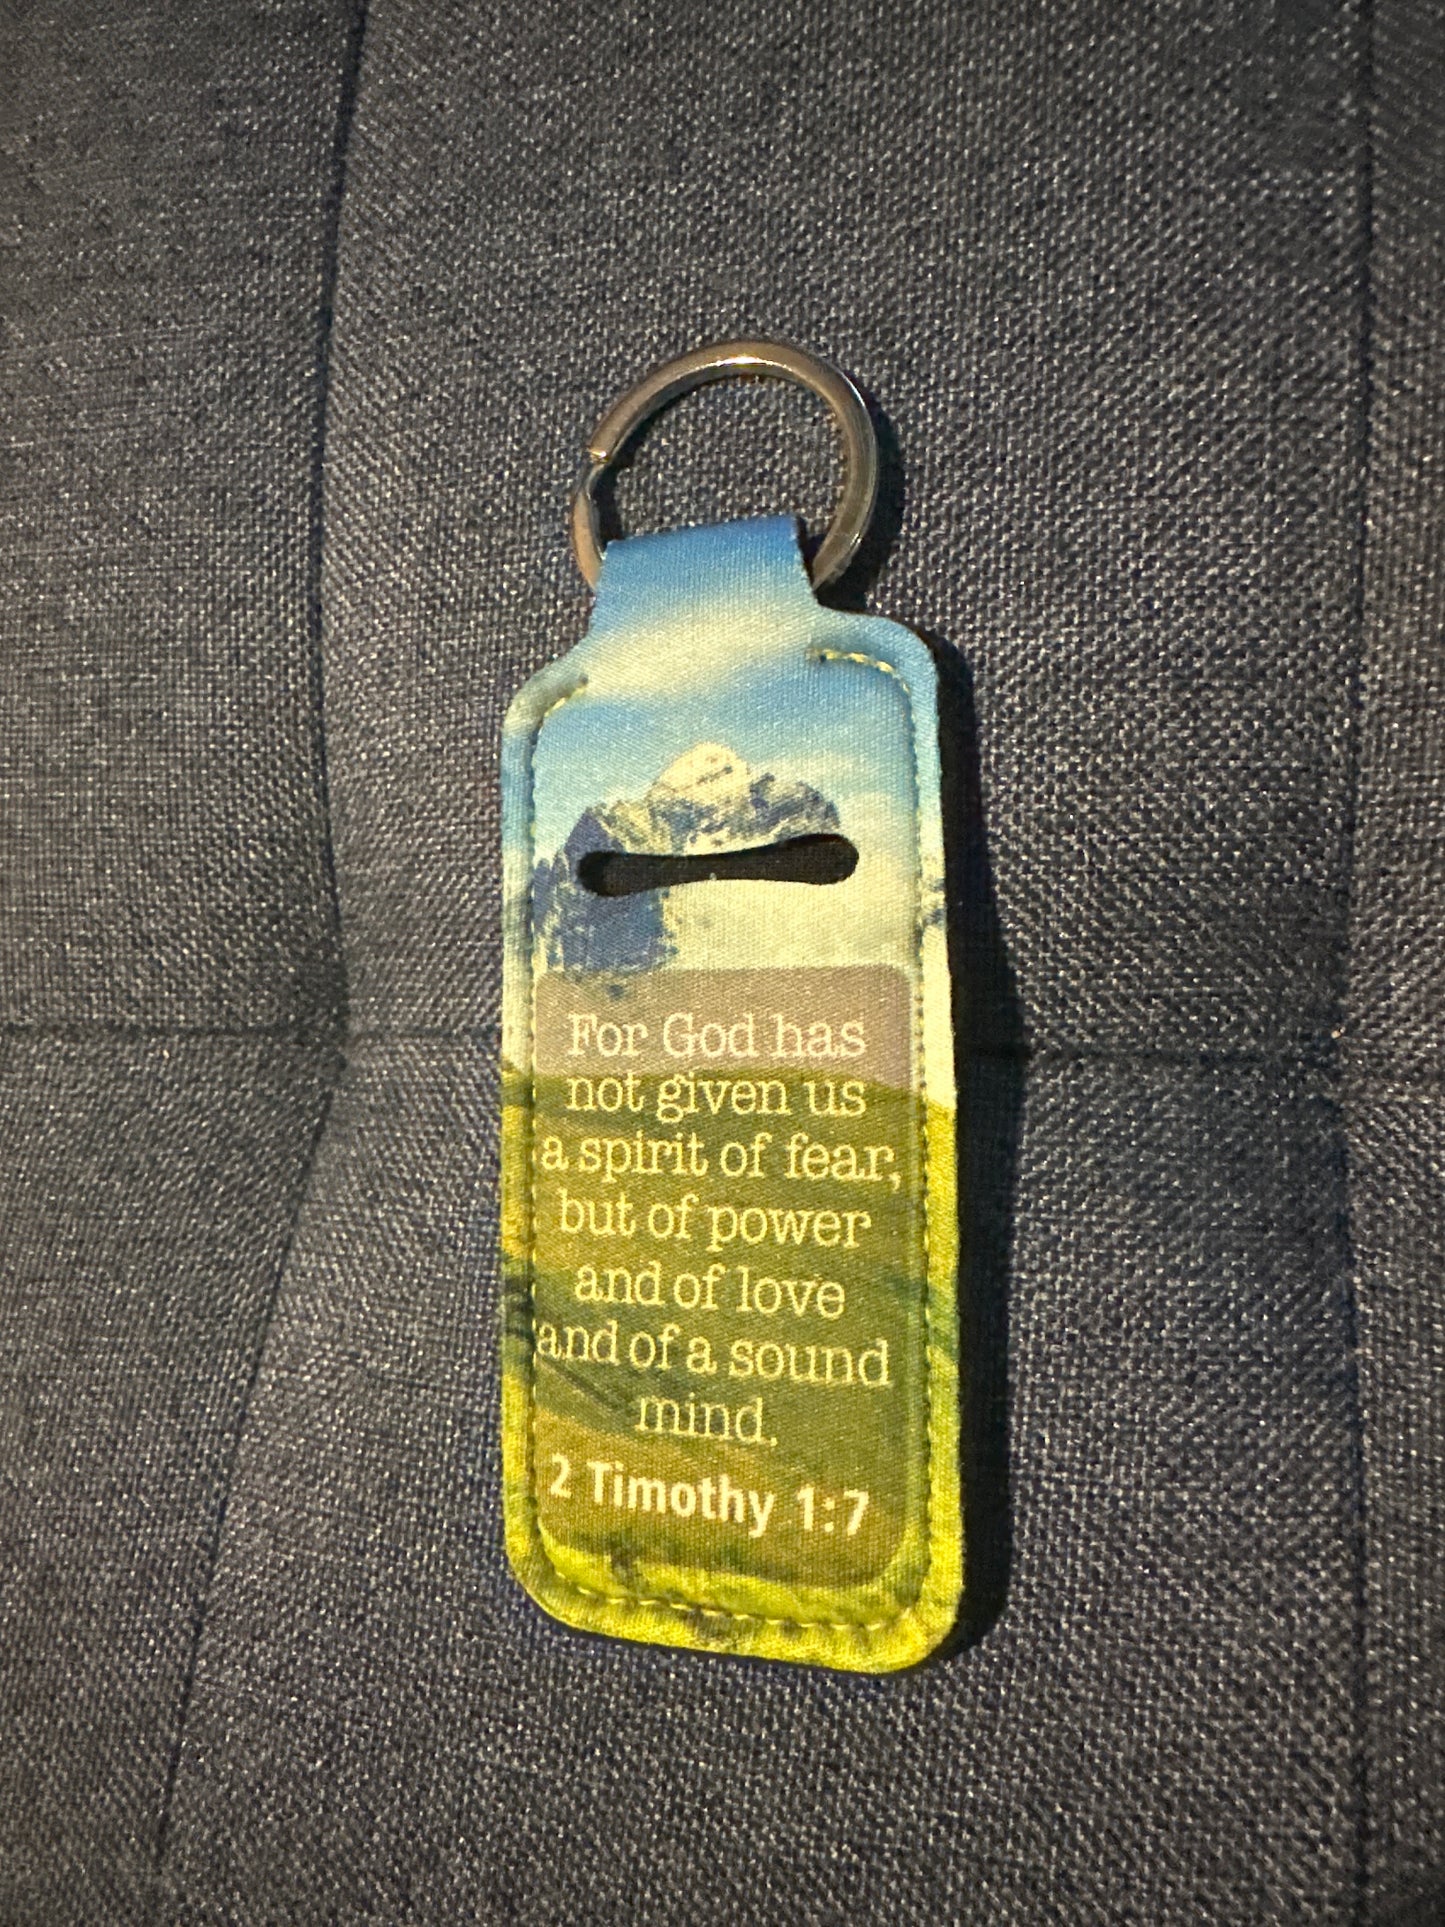 For God has
not given us
a spirit of fear,
but of power
and of love
and of a sound
mind.
2 Timothy 1:7